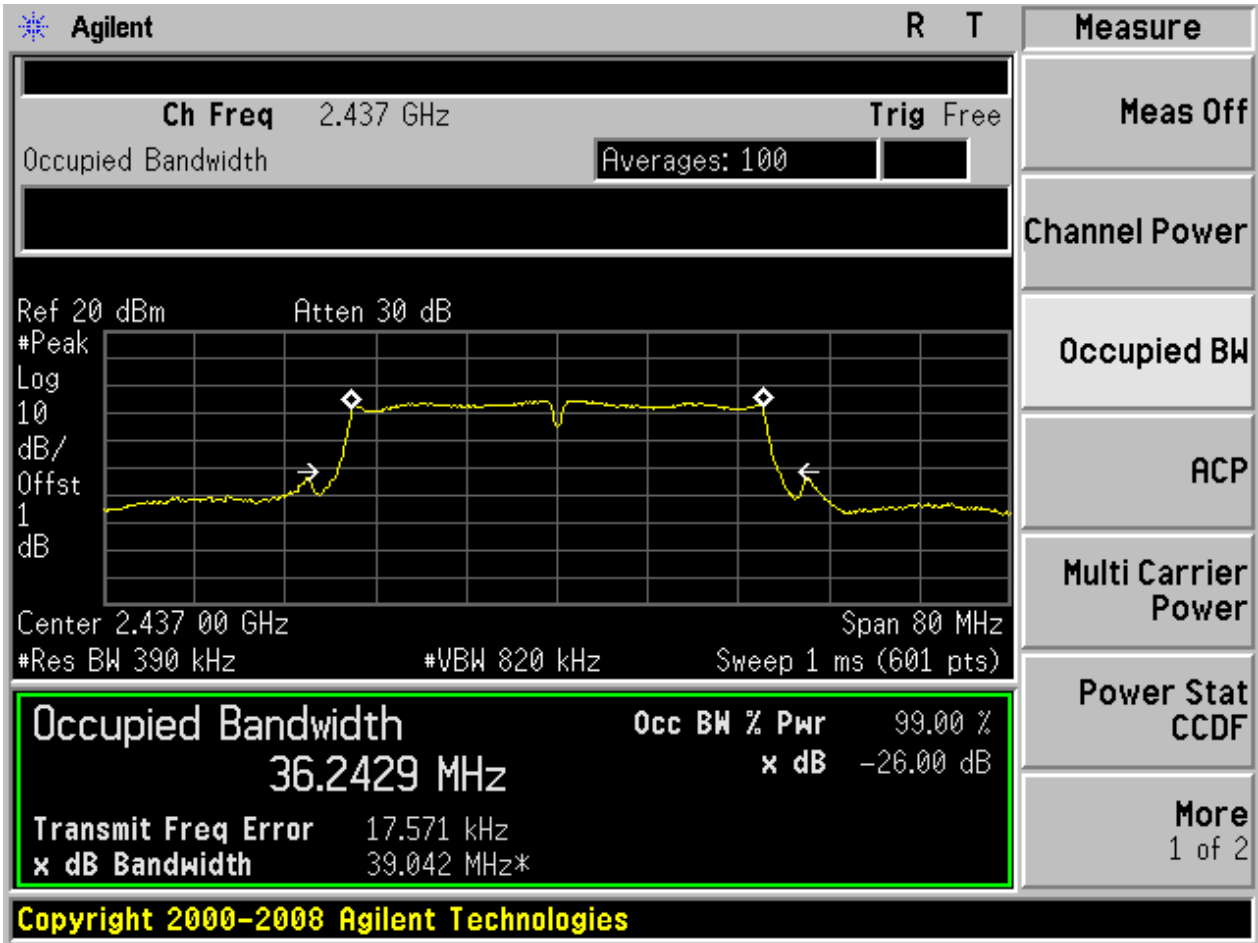 Agilent R T Measure
Ch Freq 2.437 GHz Trig Free
Meas Off
Occupied Bandwidth Averages: 100
Channel Power
Ref 20 dBm Atten 30 dB
#Peak
Log
10
dB/
Offst
1
dB
Occupied BW
ACP
Center 2.437 00 GHz Span 80 MHz
#Res BW 390 kHz #VBW 820 kHz Sweep 1 ms (601 pts)
Multi Carrier
Power
Occupied Bandwidth Occ BW % Pwr 99.00 %
36.2429 MHz x dB -26.00 dB
Transmit Freq Error 17.571 kHz
x dB Bandwidth 39.042 MHz*
Power Stat
CCDF
More
1 of 2
Copyright 2000-2008 Agilent Technologies